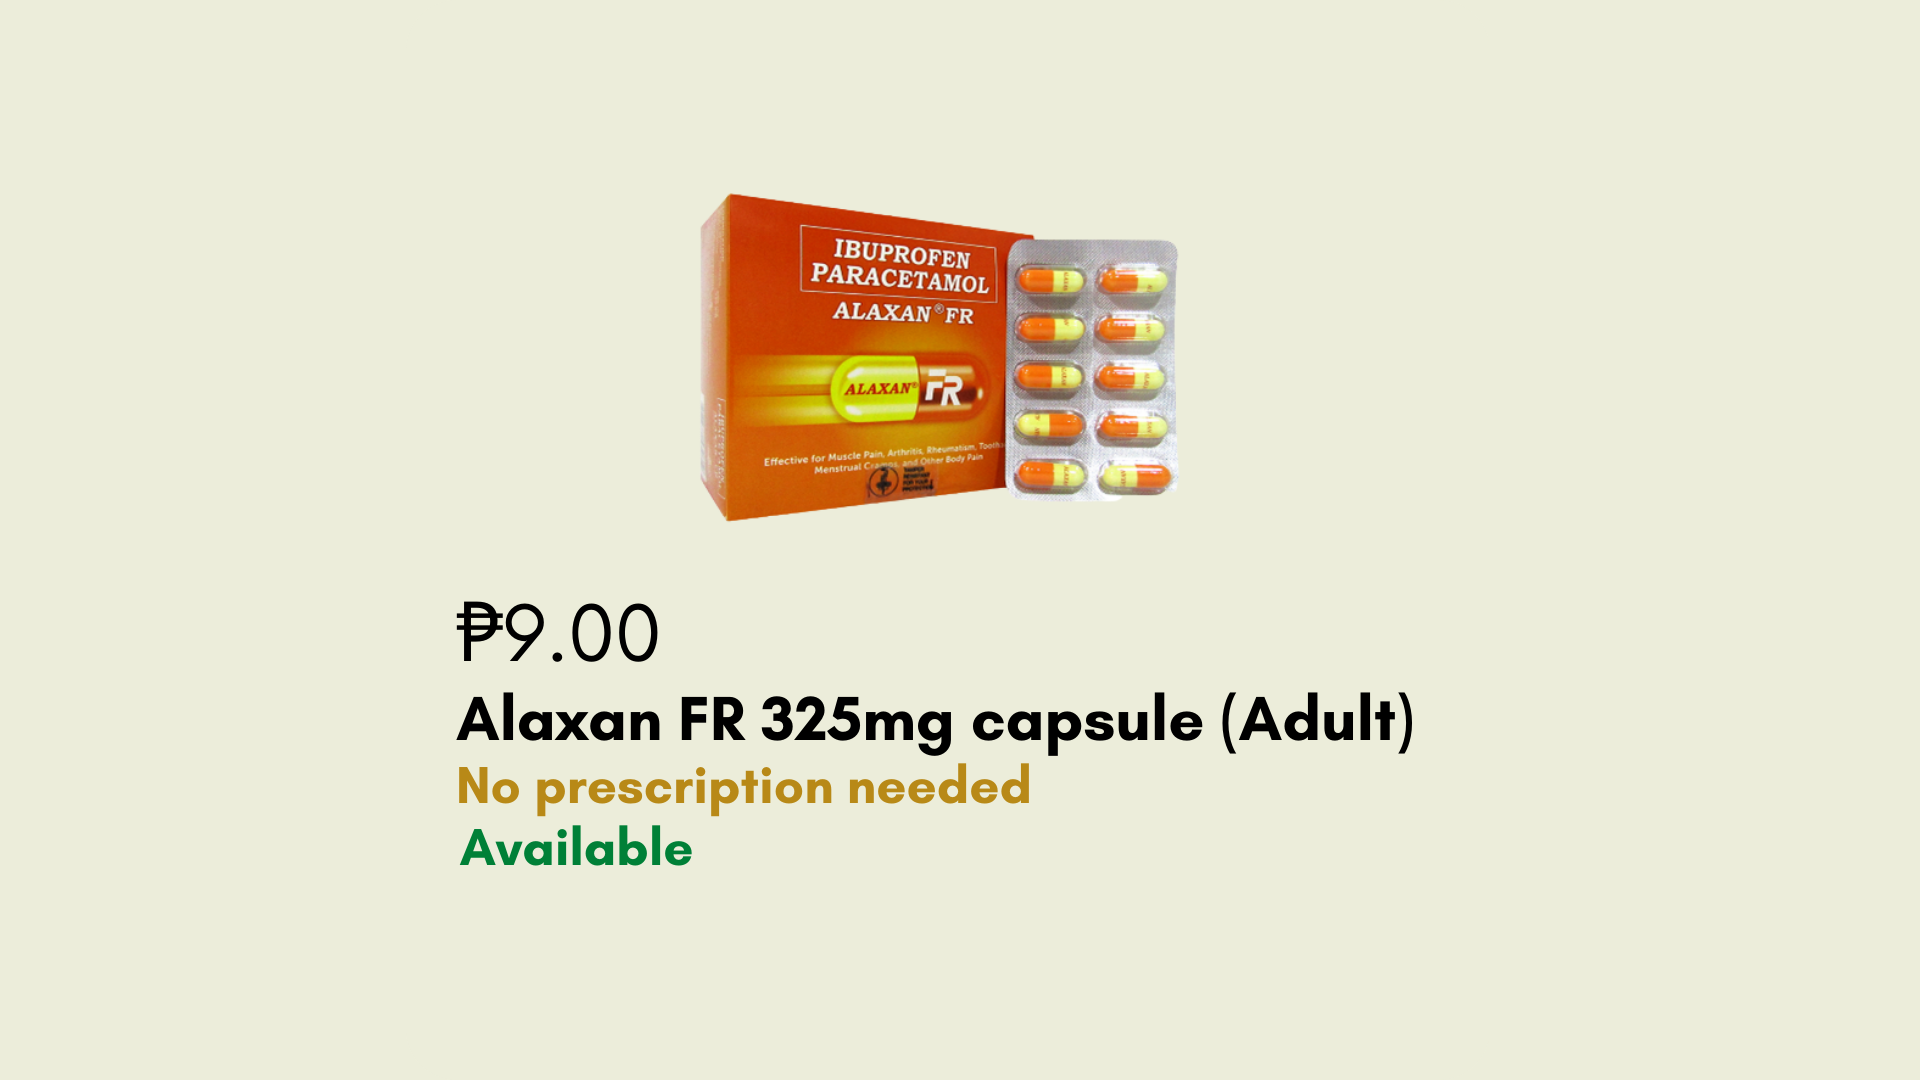 IBUPROFEN
PARACETAMOL
ALAXAN® FR
ALAXAN® FR
Effective for Muscle Pain, Arthritis, Rheumatism,
Menstrual Cramps, and Other Body Pain
₱9.00
Alaxan FR 325mg capsule (Adult)
No prescription needed
Available